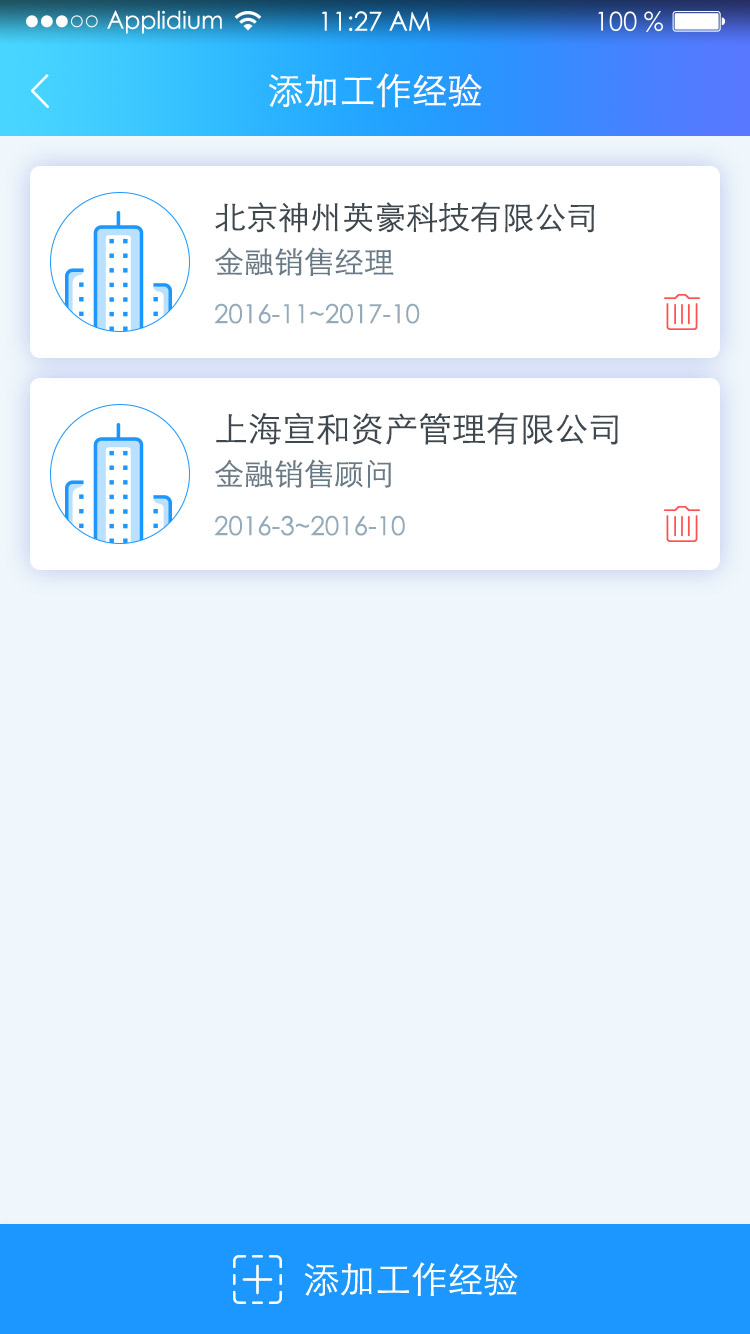 Applidium 11:27 AM 100 %
添加工作经验
北京神州英豪科技有限公司
金融销售经理
2016-11~2017-10
上海宣和资产管理有限公司
金融销售顾问
2016-3~2016-10
添加工作经验